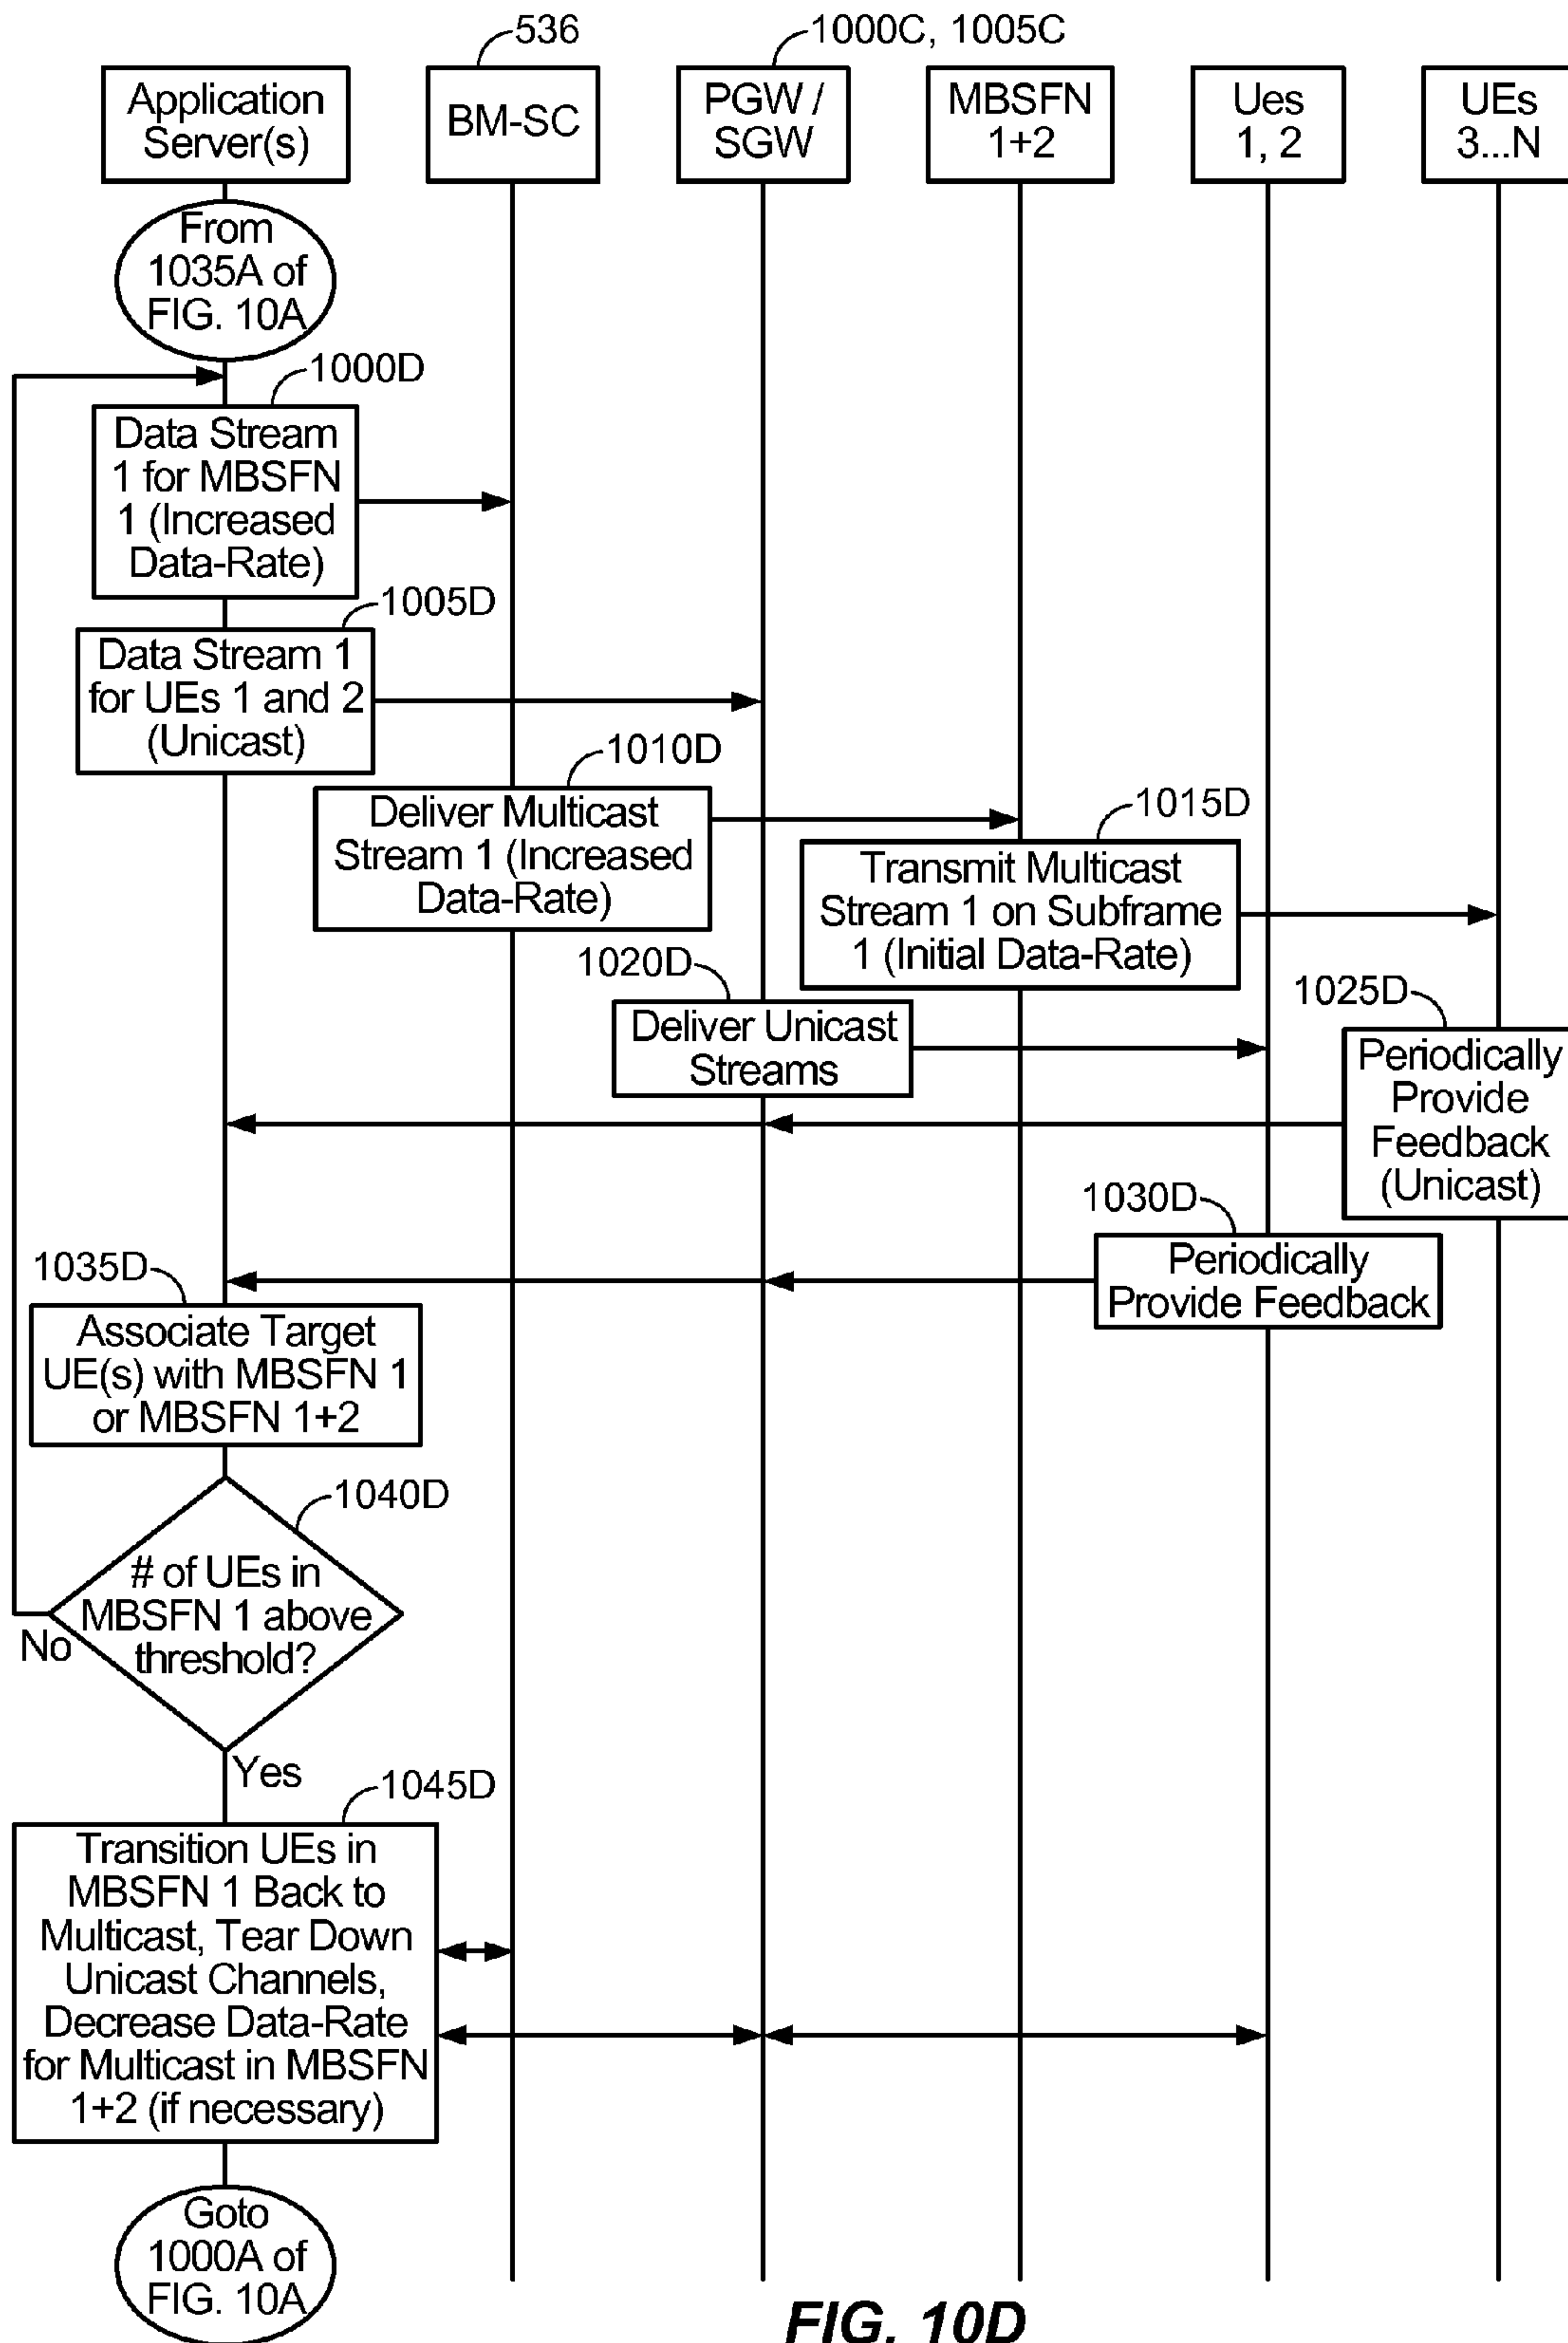 536
1000C, 1005C
Application
Server(s)
BM-SC
PGW /
SGW
MBSFN
1+2
Ues
1, 2
UEs
3...N
From
1035A of
FIG. 10A
1000D
Data Stream
1 for MBSFN
1 (Increased
Data-Rate)
1005D
Data Stream 1
for UEs 1 and 2
(Unicast)
1010D
Deliver Multicast
Stream 1 (Increased
Data-Rate)
1015D
Transmit Multicast
Stream 1 on Subframe
1 (Initial Data-Rate)
1020D
Deliver Unicast
Streams
1025D
Periodically
Provide
Feedback
(Unicast)
1030D
Periodically
Provide Feedback
1035D
Associate Target
UE(s) with MBSFN 1
or MBSFN 1+2
1040D
# of UEs in
MBSFN 1 above
threshold?
No
Yes
1045D
Transition UEs in
MBSFN 1 Back to
Multicast, Tear Down
Unicast Channels,
Decrease Data-Rate
for Multicast in MBSFN
1+2 (if necessary)
Goto
1000A of
FIG. 10A
FIG. 10D